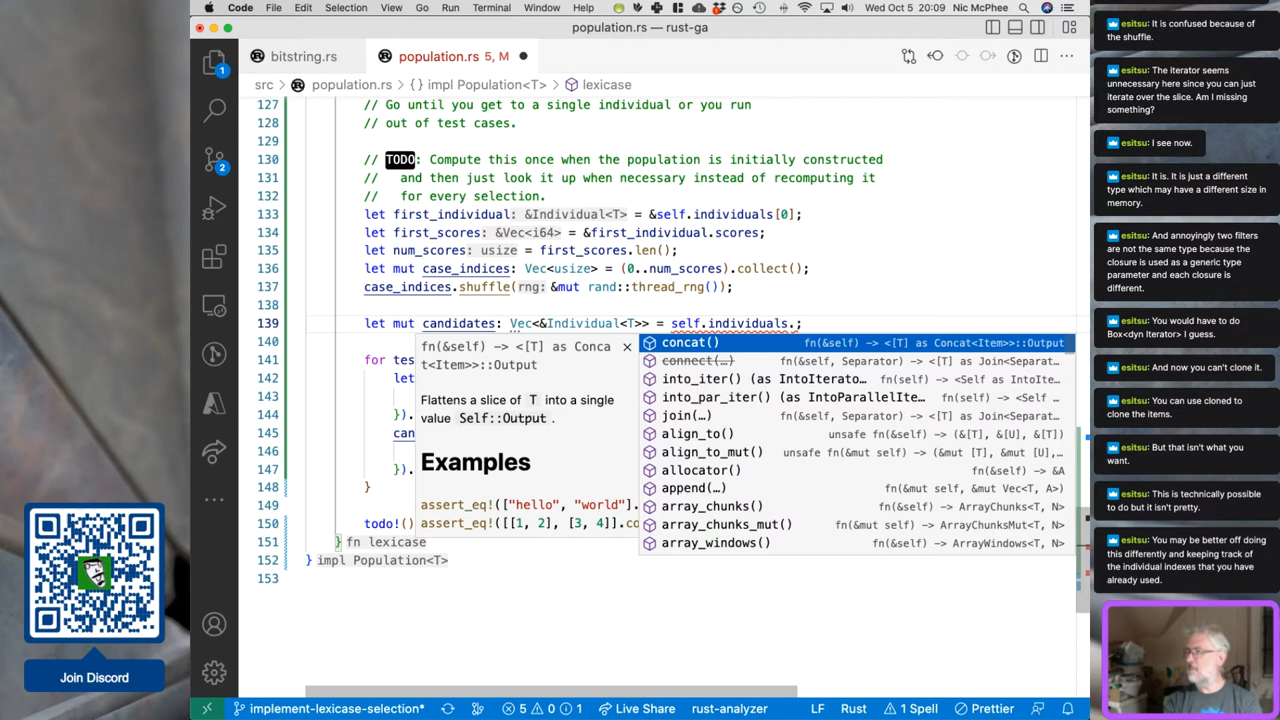 Code File Edit Selection View Go Run Terminal Window Help Wed Oct 5 20:09 Nic McPhee
population.rs — rust-ga
bitstring.rs
population.rs 5, M
src > population.rs > {} impl Population<T> > lexicase
127 // Go until you get to a single individual or you run
128 // out of test cases.
129
130 // TODO: Compute this once when the population is initially constructed
131 // and then just look it up when necessary instead of recomputing it
132 // for every selection.
133 let first_individual: &Individual<T> = &self.individuals[0];
134 let first_scores: &Vec<i64> = &first_individual.scores;
135 let num_scores: usize = first_scores.len();
136 let mut case_indices: Vec<usize> = (0..num_scores).collect();
137 case_indices.shuffle(rng: &mut rand::thread_rng());
138
139 let mut candidates: Vec<&Individual<T>> = self.individuals.;
140
141 for tes
142 let
143
144 }).
145 can
146
147 }).
148 }
149
150 todo!()
151 } fn lexicase
152 } impl Population<T>
153
fn(&self) -> <[T] as Conca
t<Item>>::Output
Flattens a slice of T into a single
value Self::Output .
Examples
assert_eq!(["hello", "world"].
assert_eq!([[1, 2], [3, 4]].co
concat() fn(&self) -> <[T] as Concat<Item>>::Output
connect(…) fn(&self, Separator) -> <[T] as Join<Separat…
into_iter() (as IntoIterato… fn(self) -> <Self as IntoIte…
into_par_iter() (as IntoParallelIte… fn(self) -> <Self …
join(…) fn(&self, Separator) -> <[T] as Join<Separat…
align_to() unsafe fn(&self) -> (&[T], &[U], &[T])
align_to_mut() unsafe fn(&mut self) -> (&mut [T], &mut [U],…
allocator() fn(&self) -> &A
append(…) fn(&mut self, &mut Vec<T, A>)
array_chunks() fn(&self) -> ArrayChunks<T, N>
array_chunks_mut() fn(&mut self) -> ArrayChunksMut<T, N>
array_windows() fn(&self) -> ArrayWindows<T, N>
1
2
implement-lexicase-selection* 5 0 1 Live Share rust-analyzer LF Rust 1 Spell Prettier
Join Discord
esitsu: It is confused because of
the shuffle.
esitsu: The iterator seems
unnecessary here since you can just
iterate over the slice. Am I missing
something?
esitsu: I see now.
esitsu: It is. It is just a different
type which may have a different size in
memory.
esitsu: And annoyingly two filters
are not the same type because the
closure is used as a generic type
parameter and each closure is
different.
esitsu: You would have to do
Box<dyn Iterator> I guess.
esitsu: And now you can't clone it.
esitsu: You can use cloned to
clone the items.
esitsu: But that isn't what you
want.
esitsu: This is technically possible
to do but it isn't pretty.
esitsu: You may be better off doing
this differently and keeping track of
the individual indexes that you have
already used.